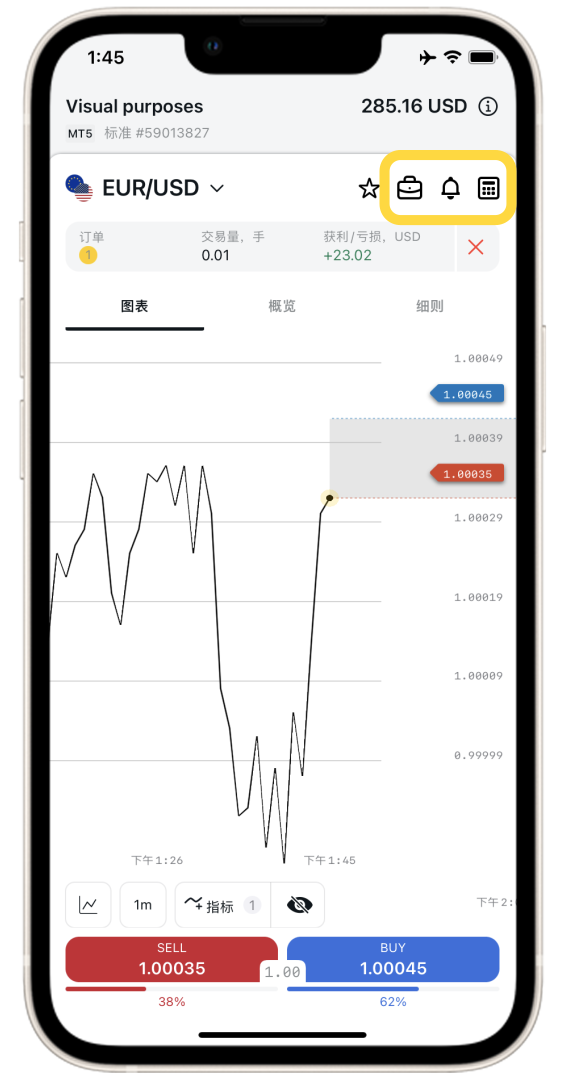 1:45
Visual purposes 285.16 USD
MT5 标准 #59013827
EUR/USD
订单 交易量, 手 获利/亏损, USD
1 0.01 +23.02
图表 概览 细则
1.00049
1.00045
1.00039
1.00035
1.00029
1.00019
1.00009
0.99999
下午1:26 下午1:45
1m 指标 1
下午2:
SELL BUY
1.00035 1.00 1.00045
38% 62%